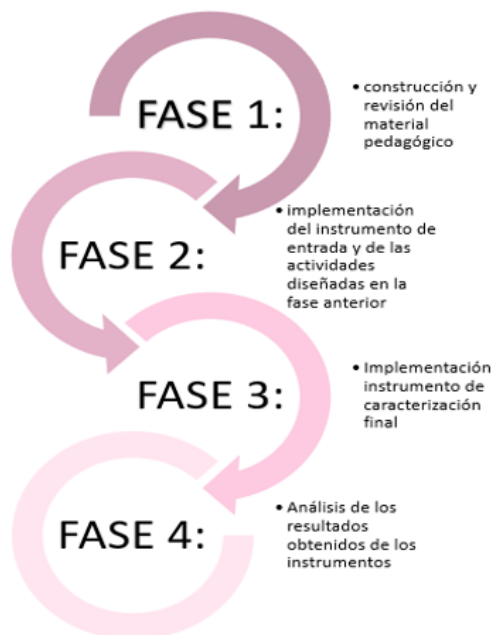 FASE 1:
• construcción y
revisión del
material
pedagógico
FASE 2:
• implementación
del instrumento de
entrada y de las
actividades
diseñadas en la
fase anterior
FASE 3:
• Implementación
instrumento de
caracterización
final
FASE 4:
• Análisis de los
resultados
obtenidos de los
instrumentos